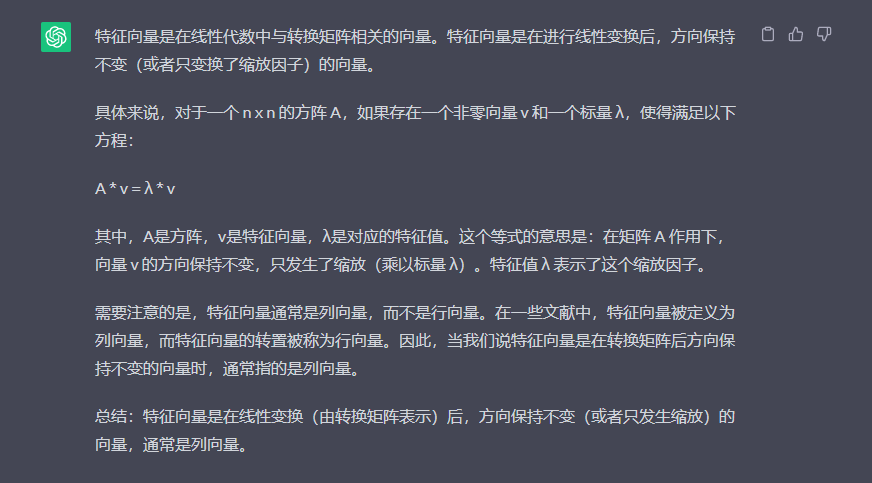 特征向量是在线性代数中与转换矩阵相关的向量。特征向量是在进行线性变换后，方向保持
不变（或者只变换了缩放因子）的向量。
具体来说，对于一个 n x n 的方阵 A，如果存在一个非零向量 v 和一个标量 λ，使得满足以下
方程：
A * v = λ * v
其中，A是方阵，v是特征向量，λ是对应的特征值。这个等式的意思是：在矩阵 A 作用下，
向量 v 的方向保持不变，只发生了缩放（乘以标量 λ）。特征值 λ 表示了这个缩放因子。
需要注意的是，特征向量通常是列向量，而不是行向量。在一些文献中，特征向量被定义为
列向量，而特征向量的转置被称为行向量。因此，当我们说特征向量是在转换矩阵后方向保
持不变的向量时，通常指的是列向量。
总结：特征向量是在线性变换（由转换矩阵表示）后，方向保持不变（或者只发生缩放）的
向量，通常是列向量。